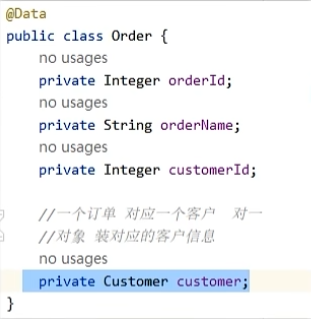 @Data
public class Order {
no usages
private Integer orderId;
no usages
private String orderName;
no usages
private Integer customerId;
//一个订单 对应一个客户  对一
//对象 装对应的客户信息
no usages
private Customer customer;
}